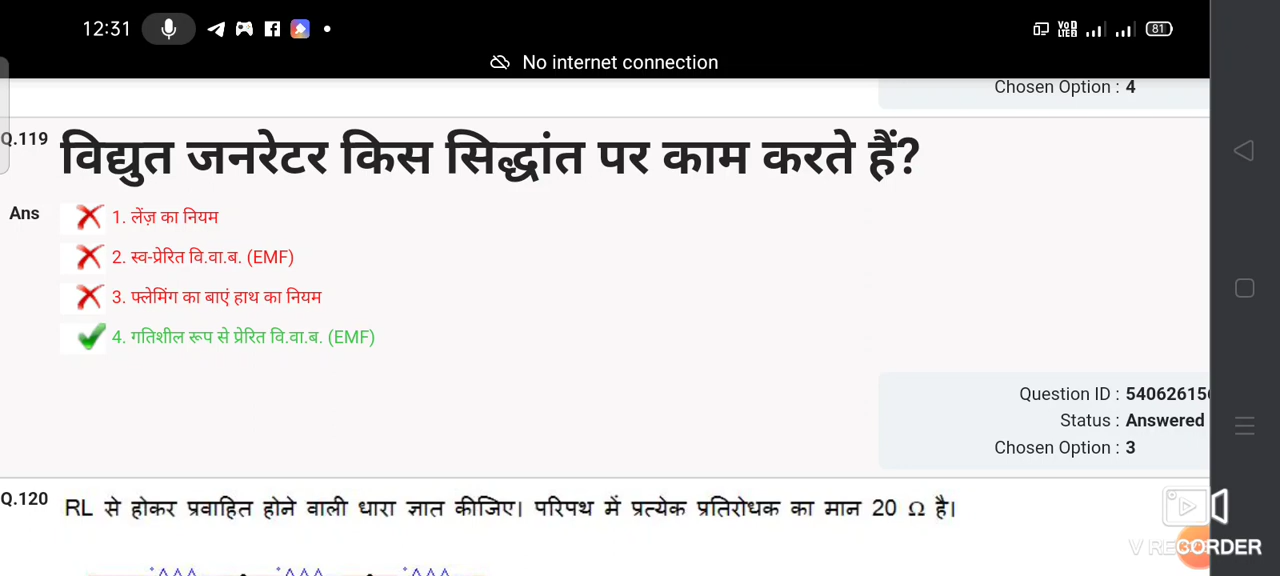 12:31
81
No internet connection
Chosen Option : 4
Q.119 विद्युत जनरेटर किस सिद्धांत पर काम करते हैं?
Ans 1. लेंज़ का नियम
2. स्व-प्रेरित वि.वा.ब. (EMF)
3. फ्लेमिंग का बाएं हाथ का नियम
4. गतिशील रूप से प्रेरित वि.वा.ब. (EMF)
Question ID : 54062615
Status : Answered
Chosen Option : 3
Q.120 RL से होकर प्रवाहित होने वाली धारा ज्ञात कीजिए। परिपथ में प्रत्येक प्रतिरोधक का मान 20 Ω है।
V RECORDER